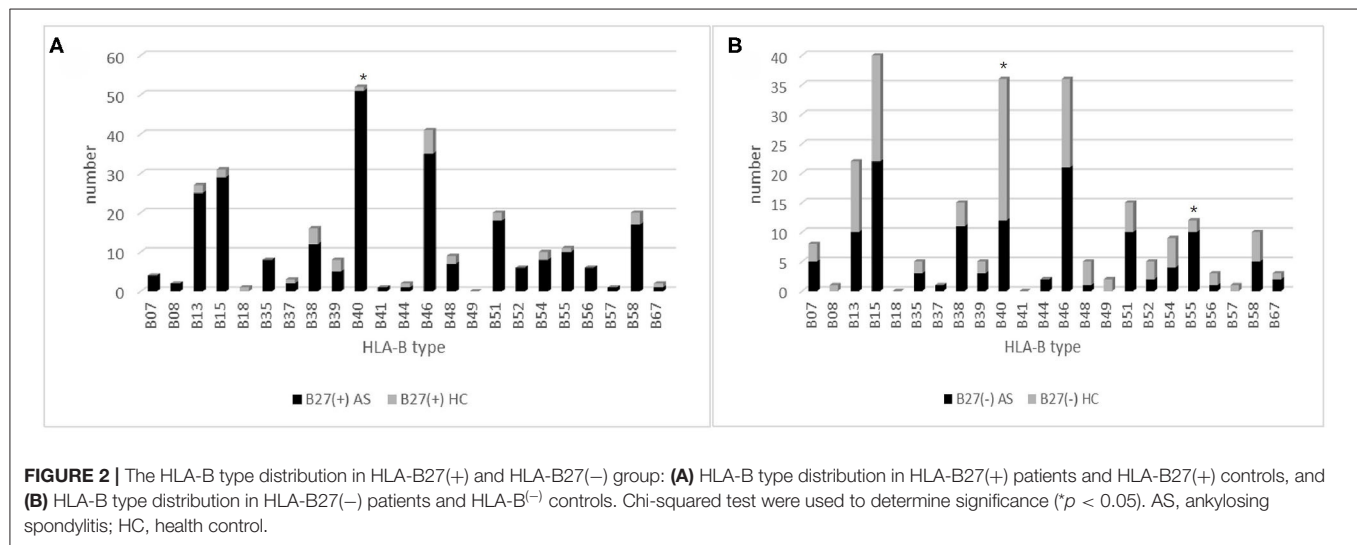 A
60
50
40
30
20
10
0
number
*
B07 B08 B13 B15 B18 B35 B37 B38 B39 B40 B41 B44 B46 B48 B49 B51 B52 B54 B55 B56 B57 B58 B67
HLA-B type
B27(+) AS B27(+) HC
B
40
35
30
25
20
15
10
5
0
number
*
*
B07 B08 B13 B15 B18 B35 B37 B38 B39 B40 B41 B44 B46 B48 B49 B51 B52 B54 B55 B56 B57 B58 B67
HLA-B type
B27(-) AS B27(-) HC
FIGURE 2 | The HLA-B type distribution in HLA-B27(+) and HLA-B27(−) group: (A) HLA-B type distribution in HLA-B27(+) patients and HLA-B27(+) controls, and
(B) HLA-B type distribution in HLA-B27(−) patients and HLA-B(−) controls. Chi-squared test were used to determine significance (*p < 0.05). AS, ankylosing
spondylitis; HC, health control.